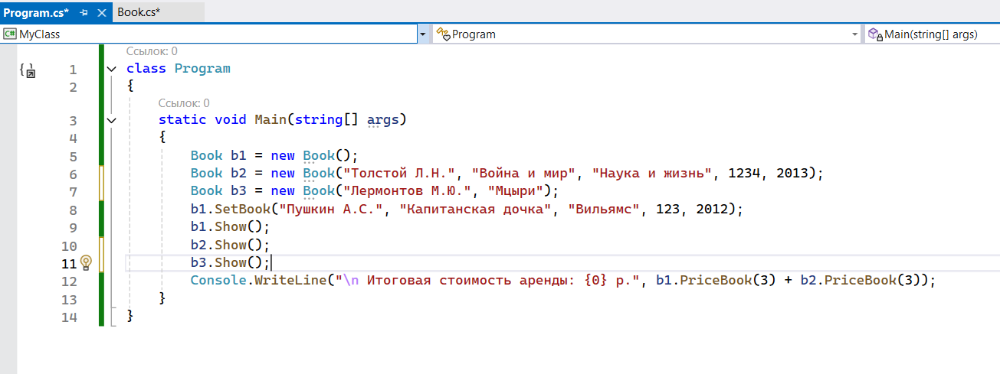 Program.cs* Book.cs*
MyClass Program Main(string[] args)
Ссылок: 0
1 class Program
2 {
Ссылок: 0
3 static void Main(string[] args)
4 {
5 Book b1 = new Book();
6 Book b2 = new Book("Толстой Л.Н.", "Война и мир", "Наука и жизнь", 1234, 2013);
7 Book b3 = new Book("Лермонтов М.Ю.", "Мцыри");
8 b1.SetBook("Пушкин А.С.", "Капитанская дочка", "Вильямс", 123, 2012);
9 b1.Show();
10 b2.Show();
11 b3.Show();
12 Console.WriteLine("\n Итоговая стоимость аренды: {0} р.", b1.PriceBook(3) + b2.PriceBook(3));
13 }
14 }